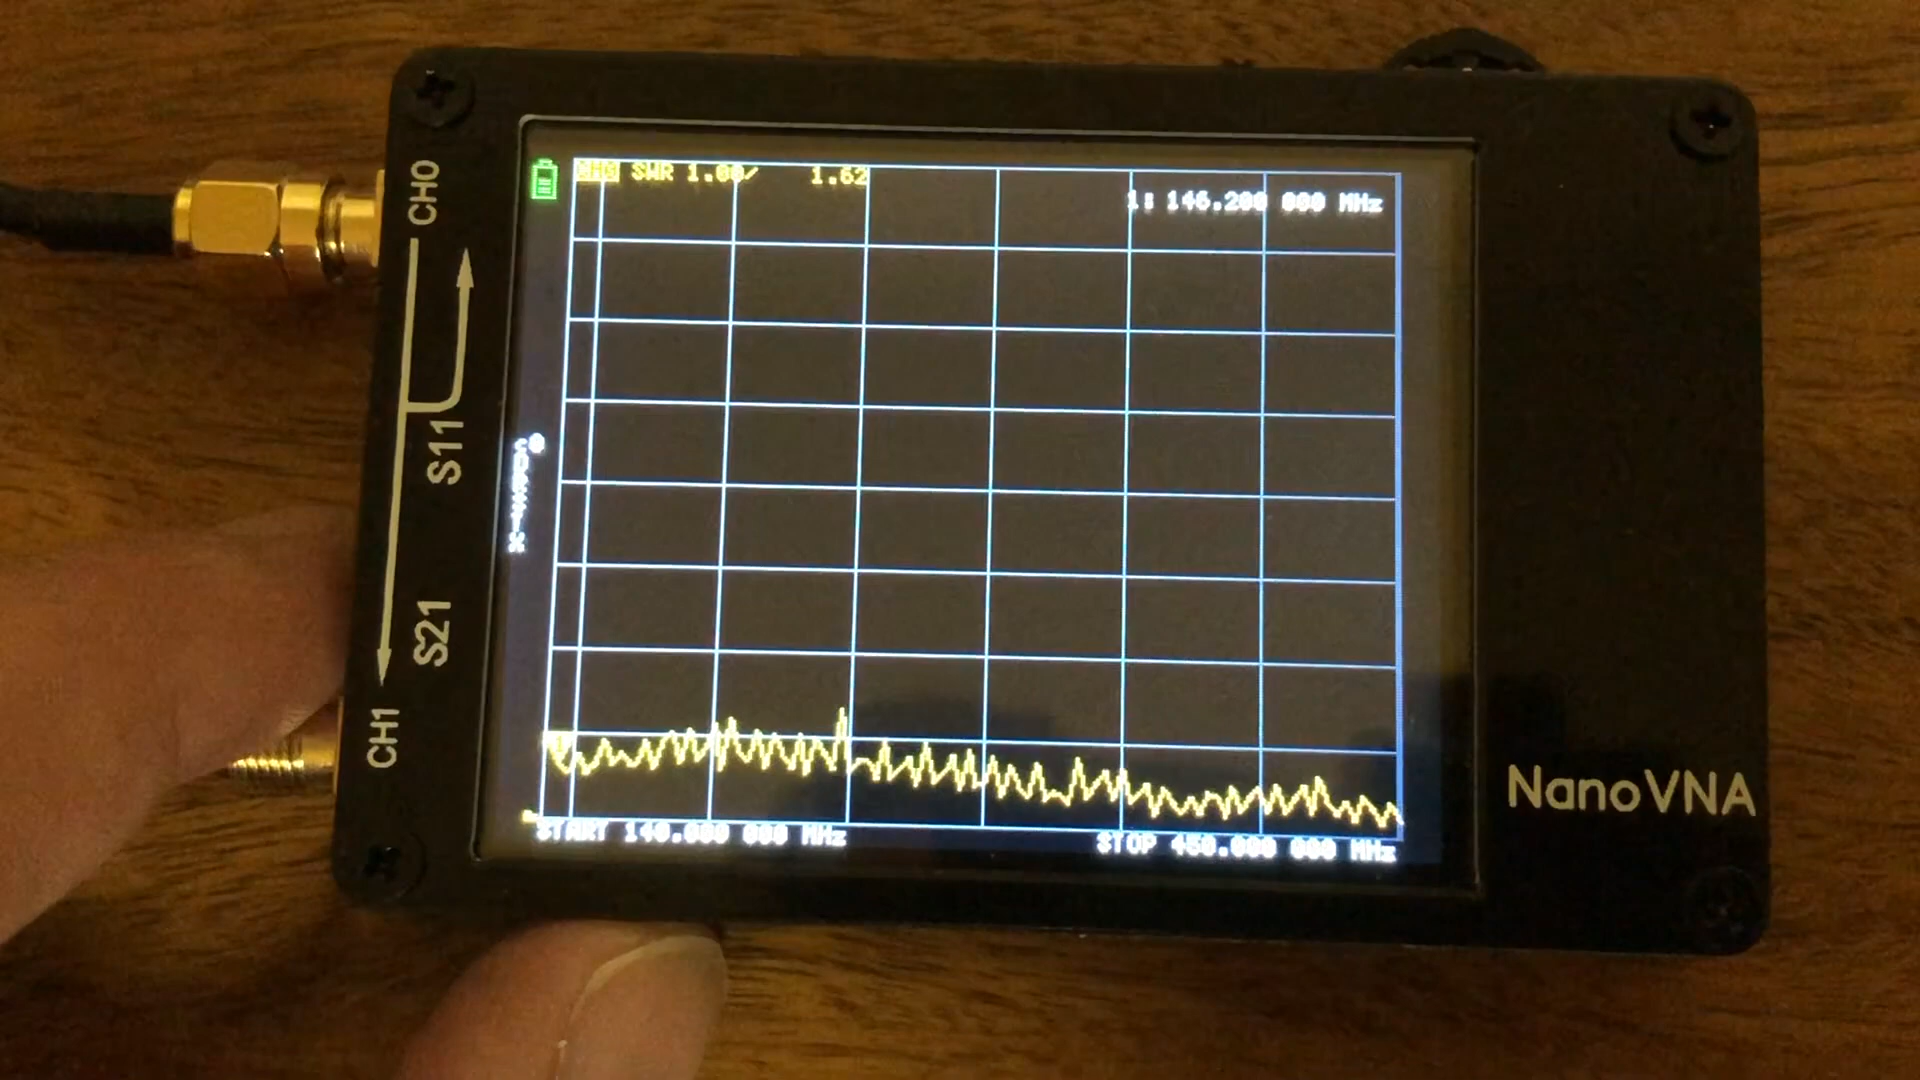 CH0 SWR 1.00/ 1.62
1: 146.200 000 MHz
START 140.000 000 MHz
STOP 450.000 000 MHz
CH0
S11
S21
CH1
NanoVNA